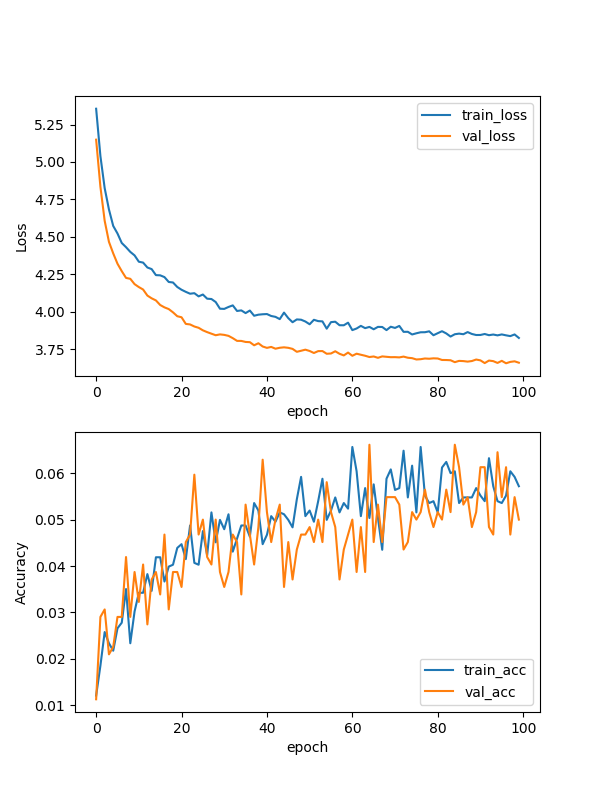 5.25
5.00
4.75
4.50
4.25
4.00
3.75
Loss
train_loss
val_loss
0 20 40 60 80 100
epoch
0.06
0.05
0.04
0.03
0.02
0.01
Accuracy
train_acc
val_acc
0 20 40 60 80 100
epoch